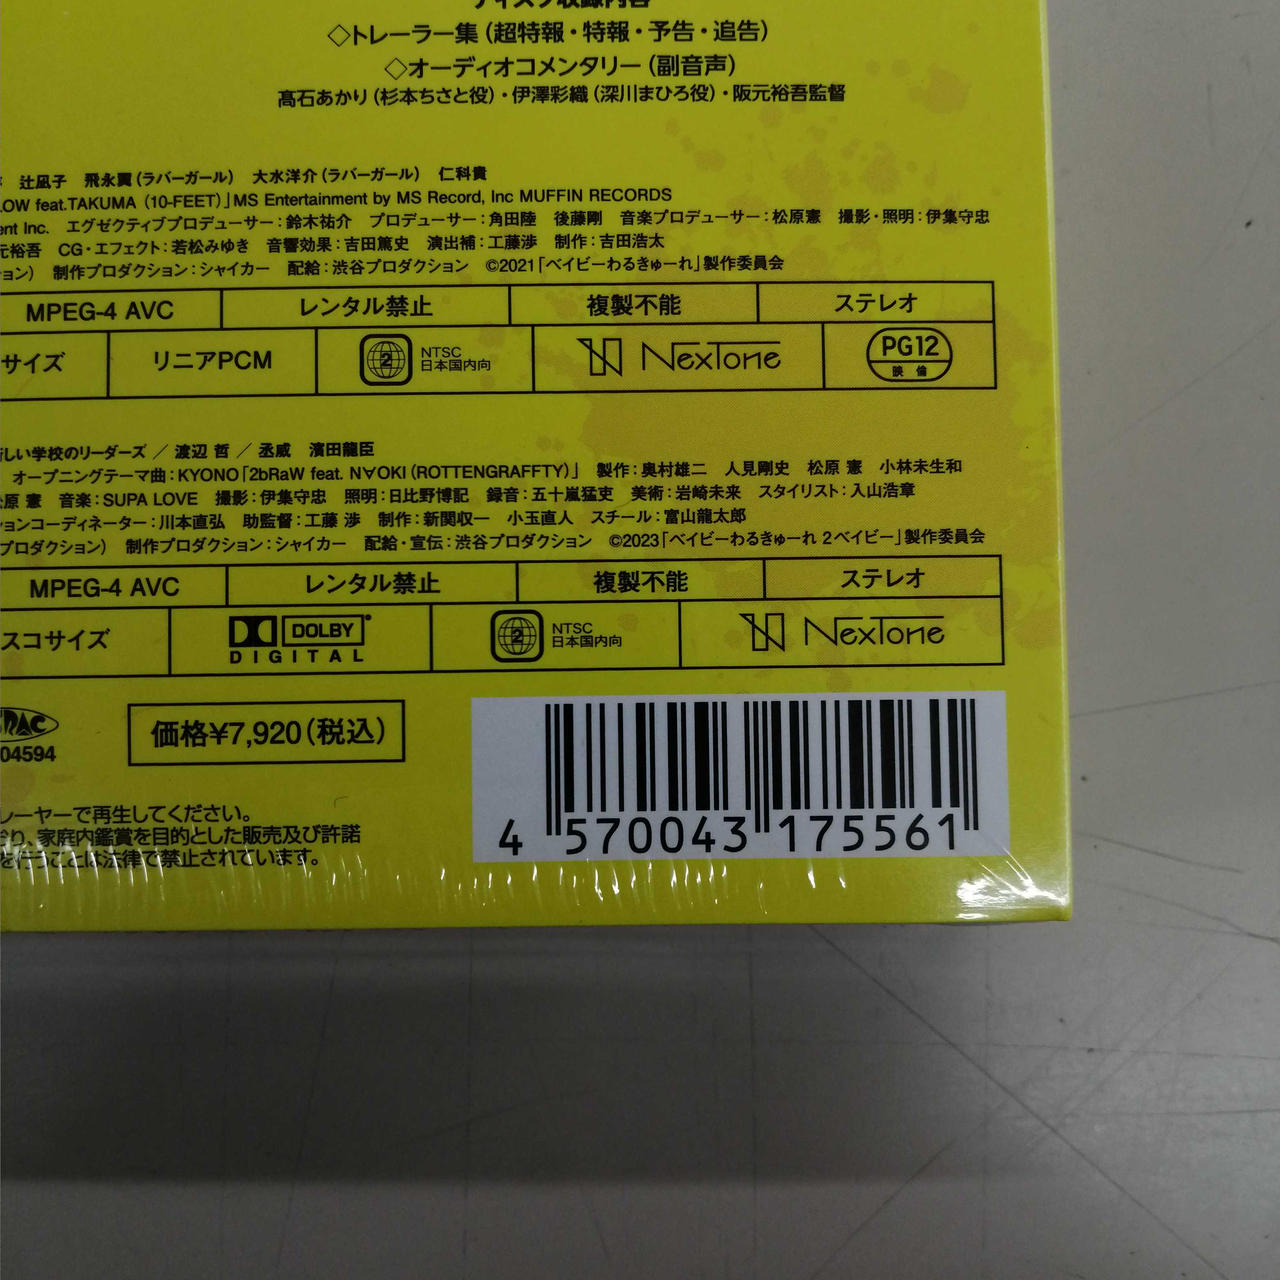 ディスク収録内容
◇トレーラー集（超特報・特報・予告・追告）
◇オーディオコメンタリー（副音声）
髙石あかり（杉本ちさと役）・伊澤彩織（深川まひろ役）・阪元裕吾監督
辻凪子　飛永翼（ラバーガール）　大水洋介（ラバーガール）　仁科貴
LOW feat.TAKUMA（10-FEET）」MS Entertainment by MS Record, Inc MUFFIN RECORDS
ent Inc.　エグゼクティブプロデューサー：鈴木祐介　プロデューサー：角田陸　後藤剛　音楽プロデューサー：松原憲　撮影・照明：伊集守忠
元裕吾　CG・エフェクト：若松みゆき　音響効果：吉田篤史　演出補：工藤渉　制作：吉田浩太
ョン）　制作プロダクション：シャイカー　配給：渋谷プロダクション　©2021「ベイビーわるきゅーれ」製作委員会
MPEG-4 AVC　レンタル禁止　複製不能　ステレオ
サイズ　リニアPCM　2 NTSC 日本国内向　NexTone　PG12 映倫
しい学校のリーダーズ ／ 渡辺 哲 ／ 丞威　濱田龍臣
オープニングテーマ曲：KYONO「2bRaW feat. N∀OKI（ROTTENGRAFFTY）」　製作：奥村雄二　人見剛史　松原 憲　小林未生和
原 憲　音楽：SUPA LOVE　撮影：伊集守忠　照明：日比野博記　録音：五十嵐猛吏　美術：岩崎未来　スタイリスト：入山浩章
ションコーディネーター：川本直弘　助監督：工藤 渉　制作：新関収一　小玉直人　スチール：富山龍太郎
プロダクション）　制作プロダクション：シャイカー　配給・宣伝：渋谷プロダクション　©2023「ベイビーわるきゅーれ 2ベイビー」製作委員会
MPEG-4 AVC　レンタル禁止　複製不能　ステレオ
スコサイズ　DOLBY DIGITAL　2 NTSC 日本国内向　NexTone
価格¥7,920（税込）
04594
レーヤーで再生してください。
おり、家庭内鑑賞を目的とした販売及び許諾
を行うことは法律で禁止されています。
4 570043 175561